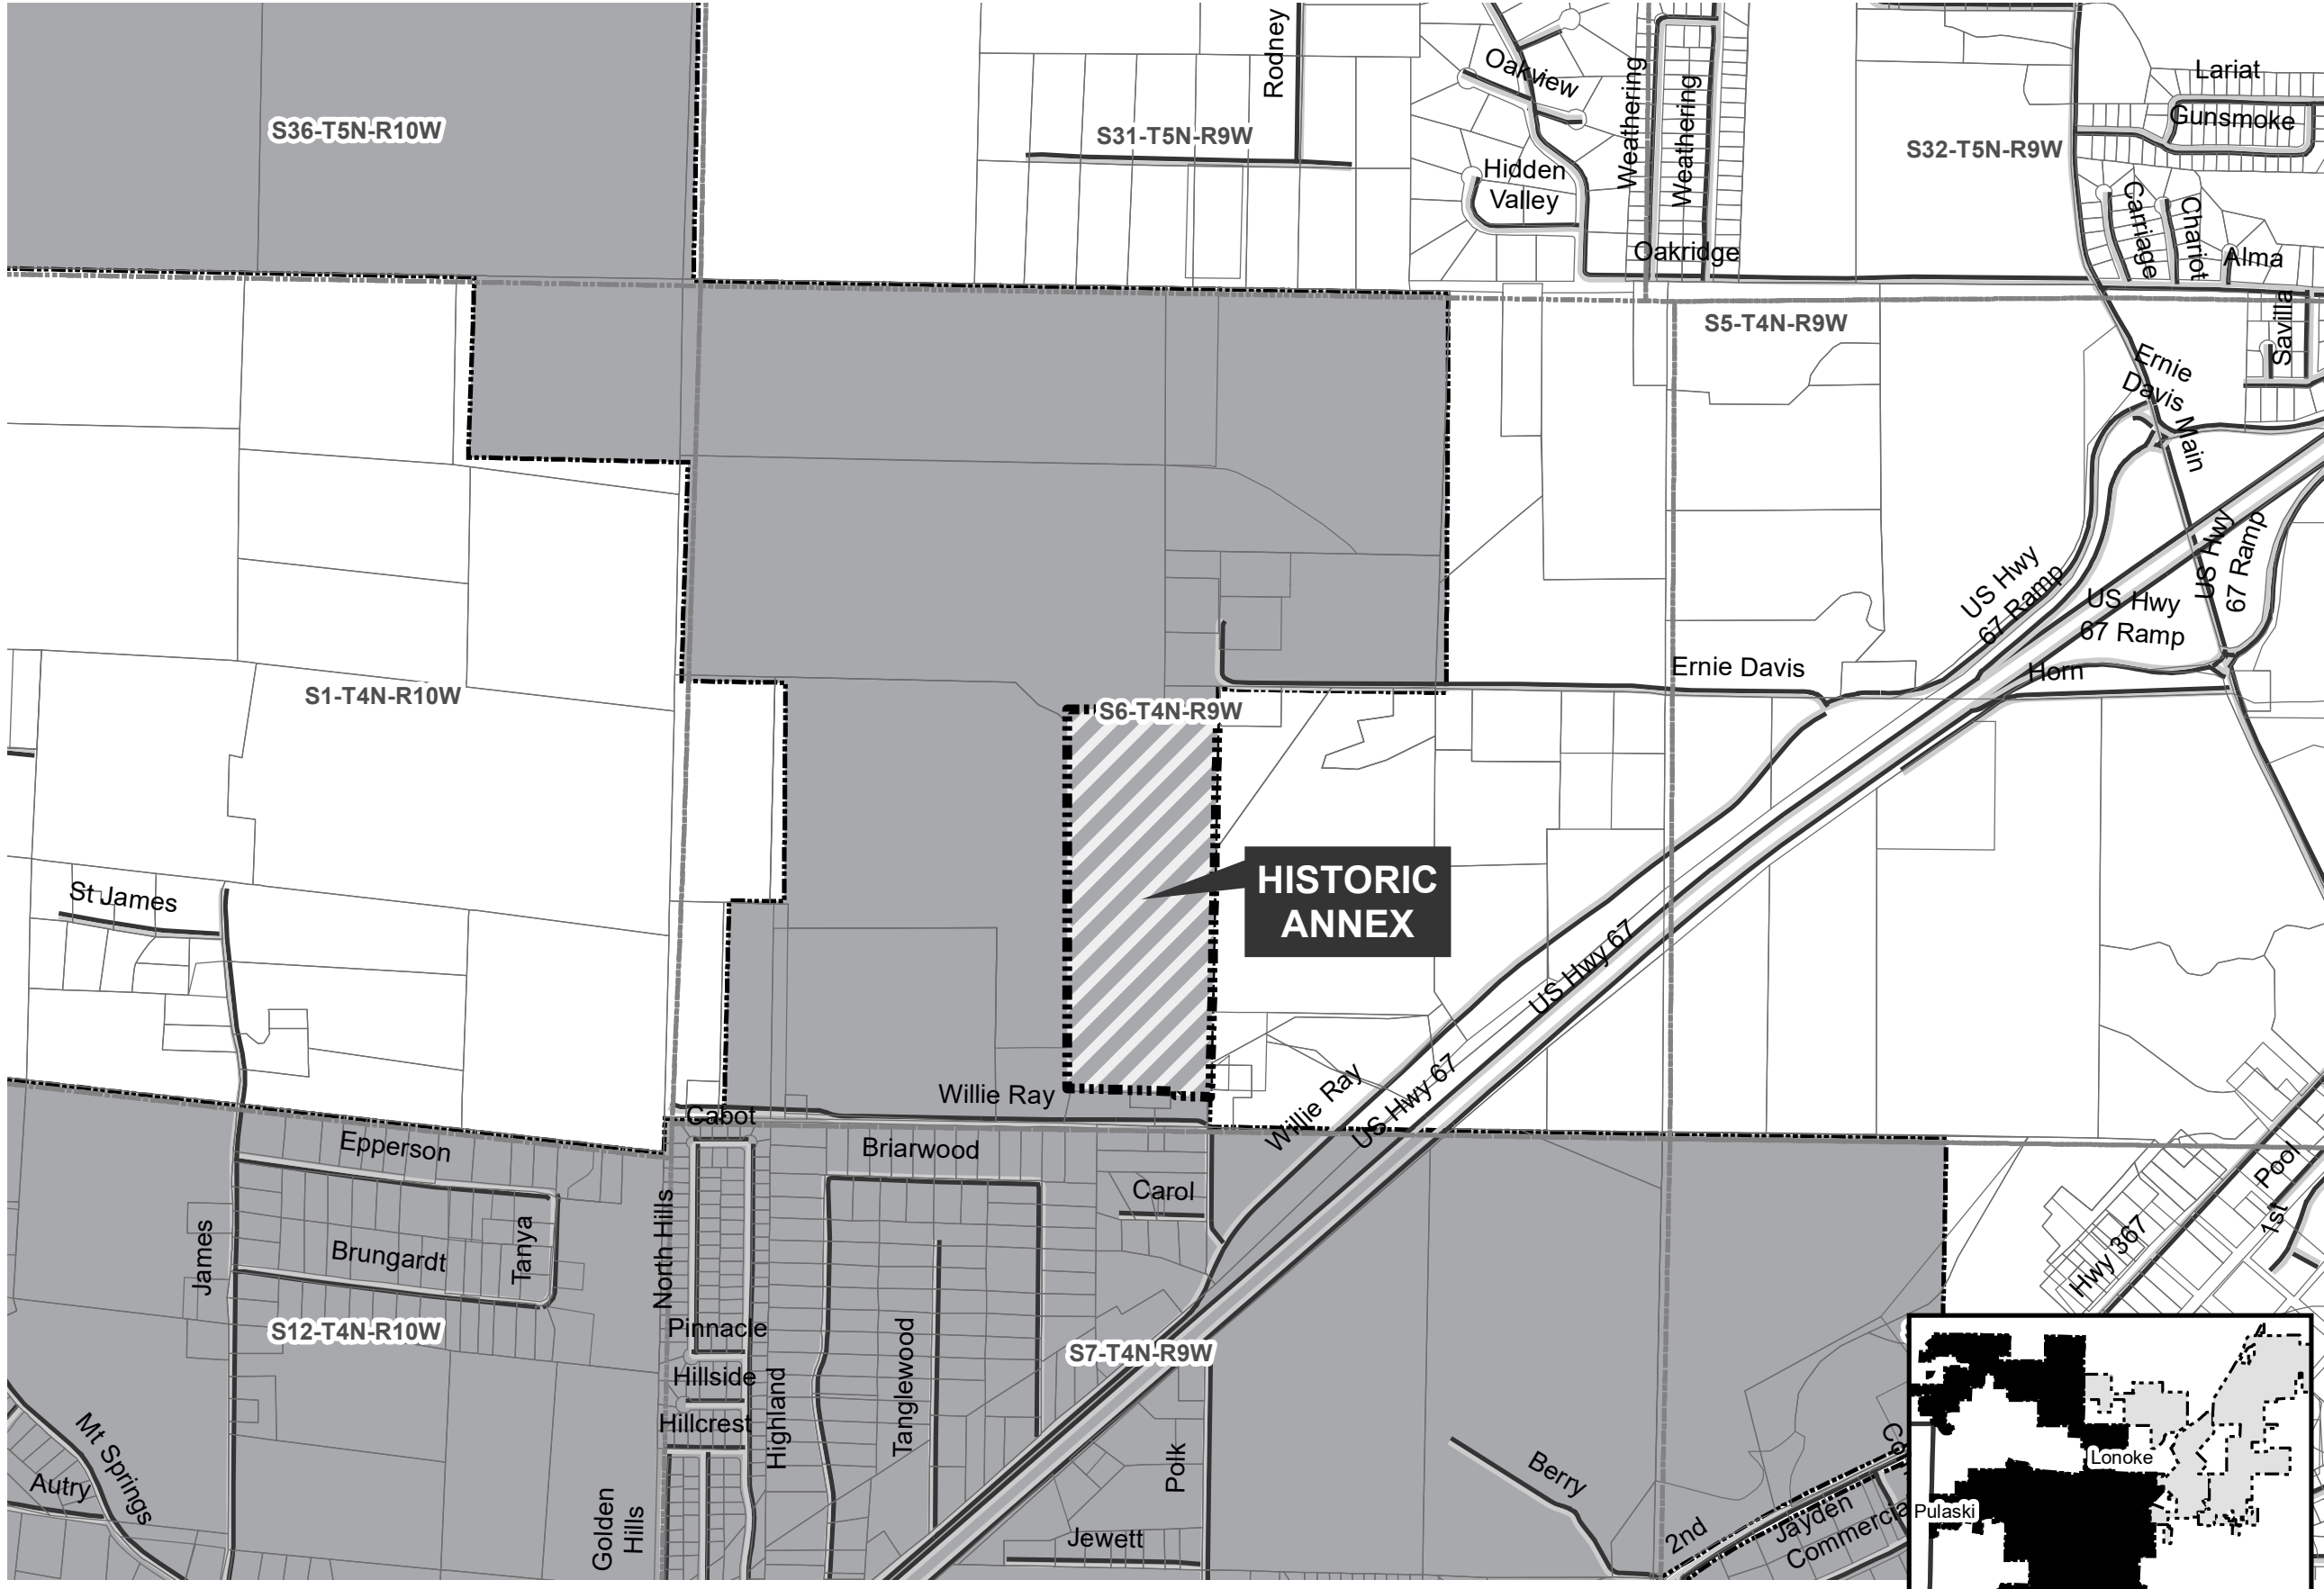 Rodney
Oakview
Weathering
Weathering
Lariat
Gunsmoke
S36-T5N-R10W
S31-T5N-R9W
S32-T5N-R9W
Hidden
Valley
Carriage
Chariot
Oakridge
Alma
S5-T4N-R9W
Savilla
Ernie
Davis
Main
US Hwy
67 Ramp
US Hwy
67 Ramp
US Hwy
67 Ramp
Ernie Davis
Horn
S1-T4N-R10W
S6-T4N-R9W
HISTORIC
ANNEX
St James
US Hwy 67
Willie Ray
Willie Ray
US Hwy 67
Cabot
Epperson
Briarwood
Carol
Pool
1st
Hwy 367
James
Brungardt
Tanya
North Hills
S12-T4N-R10W
Pinnacle
S7-T4N-R9W
Hillside
Highland
Tanglewood
Hillcrest
Mt Springs
Autry
Golden
Hills
Polk
Jewett
Berry
2nd
Jayden
Commercia
Co
Lonoke
Pulaski